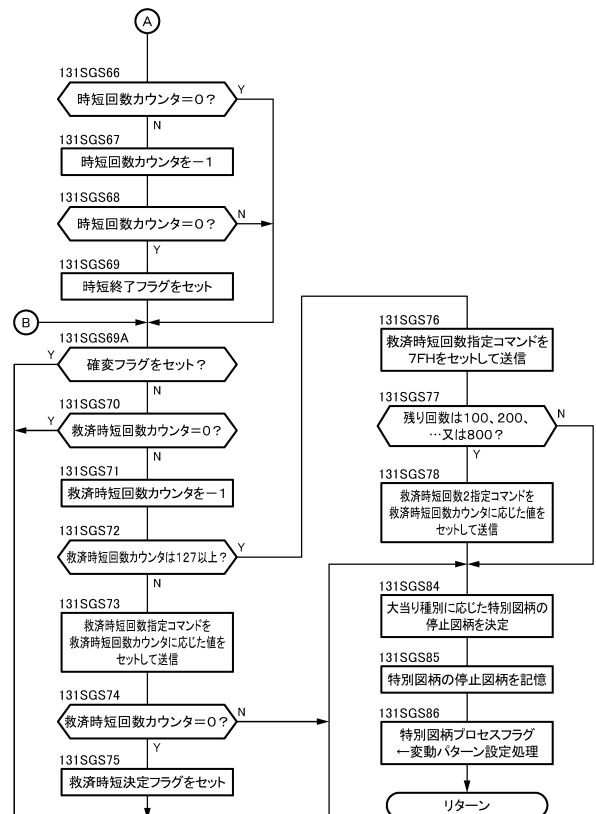 A
131SGS66
時短回数カウンタ=0?
Y
N
131SGS67
時短回数カウンタを-1
131SGS68
時短回数カウンタ=0?
N
Y
131SGS69
時短終了フラグをセット
B
131SGS69A
確変フラグをセット?
Y
N
131SGS70
救済時短回数カウンタ=0?
Y
N
131SGS71
救済時短回数カウンタを-1
131SGS72
救済時短回数カウンタは127以上?
Y
N
131SGS73
救済時短回数指定コマンドを
救済時短回数カウンタに応じた値を
セットして送信
131SGS74
救済時短回数カウンタ=0?
N
Y
131SGS75
救済時短決定フラグをセット
131SGS76
救済時短回数指定コマンドを
7FHをセットして送信
131SGS77
残り回数は100、200、
…又は800?
N
Y
131SGS78
救済時短回数2指定コマンドを
救済時短回数カウンタに応じた値を
セットして送信
131SGS84
大当り種別に応じた特別図柄の
停止図柄を決定
131SGS85
特別図柄の停止図柄を記憶
131SGS86
特別図柄プロセスフラグ
←変動パターン設定処理
リターン